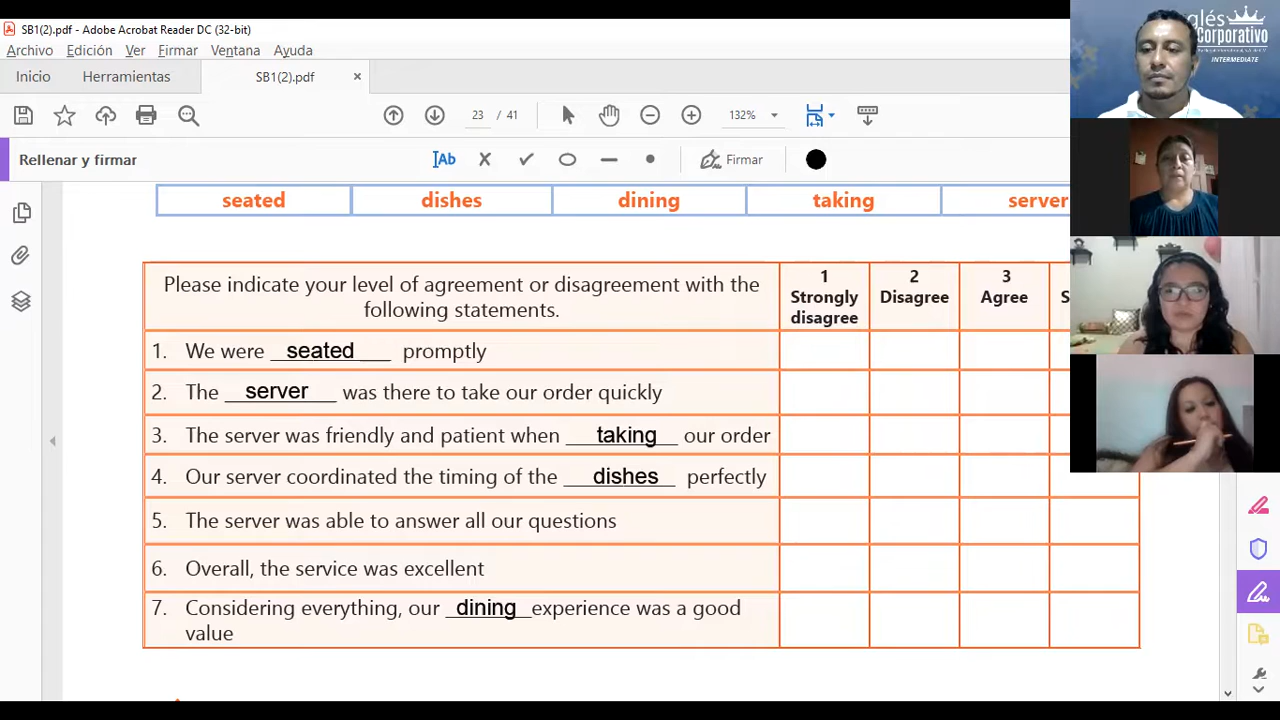 SB1(2).pdf - Adobe Acrobat Reader DC (32-bit)
Archivo Edición Ver Firmar Ventana Ayuda
Inicio Herramientas SB1(2).pdf ×
23 / 41 132%
Rellenar y firmar Ab Firmar
glés
Corporativo
INTERMEDIATE
seated dishes dining taking server
Please indicate your level of agreement or disagreement with the following statements.
1 Strongly disagree
2 Disagree
3 Agree
S
1. We were seated promptly
2. The server was there to take our order quickly
3. The server was friendly and patient when taking our order
4. Our server coordinated the timing of the dishes perfectly
5. The server was able to answer all our questions
6. Overall, the service was excellent
7. Considering everything, our dining experience was a good
value